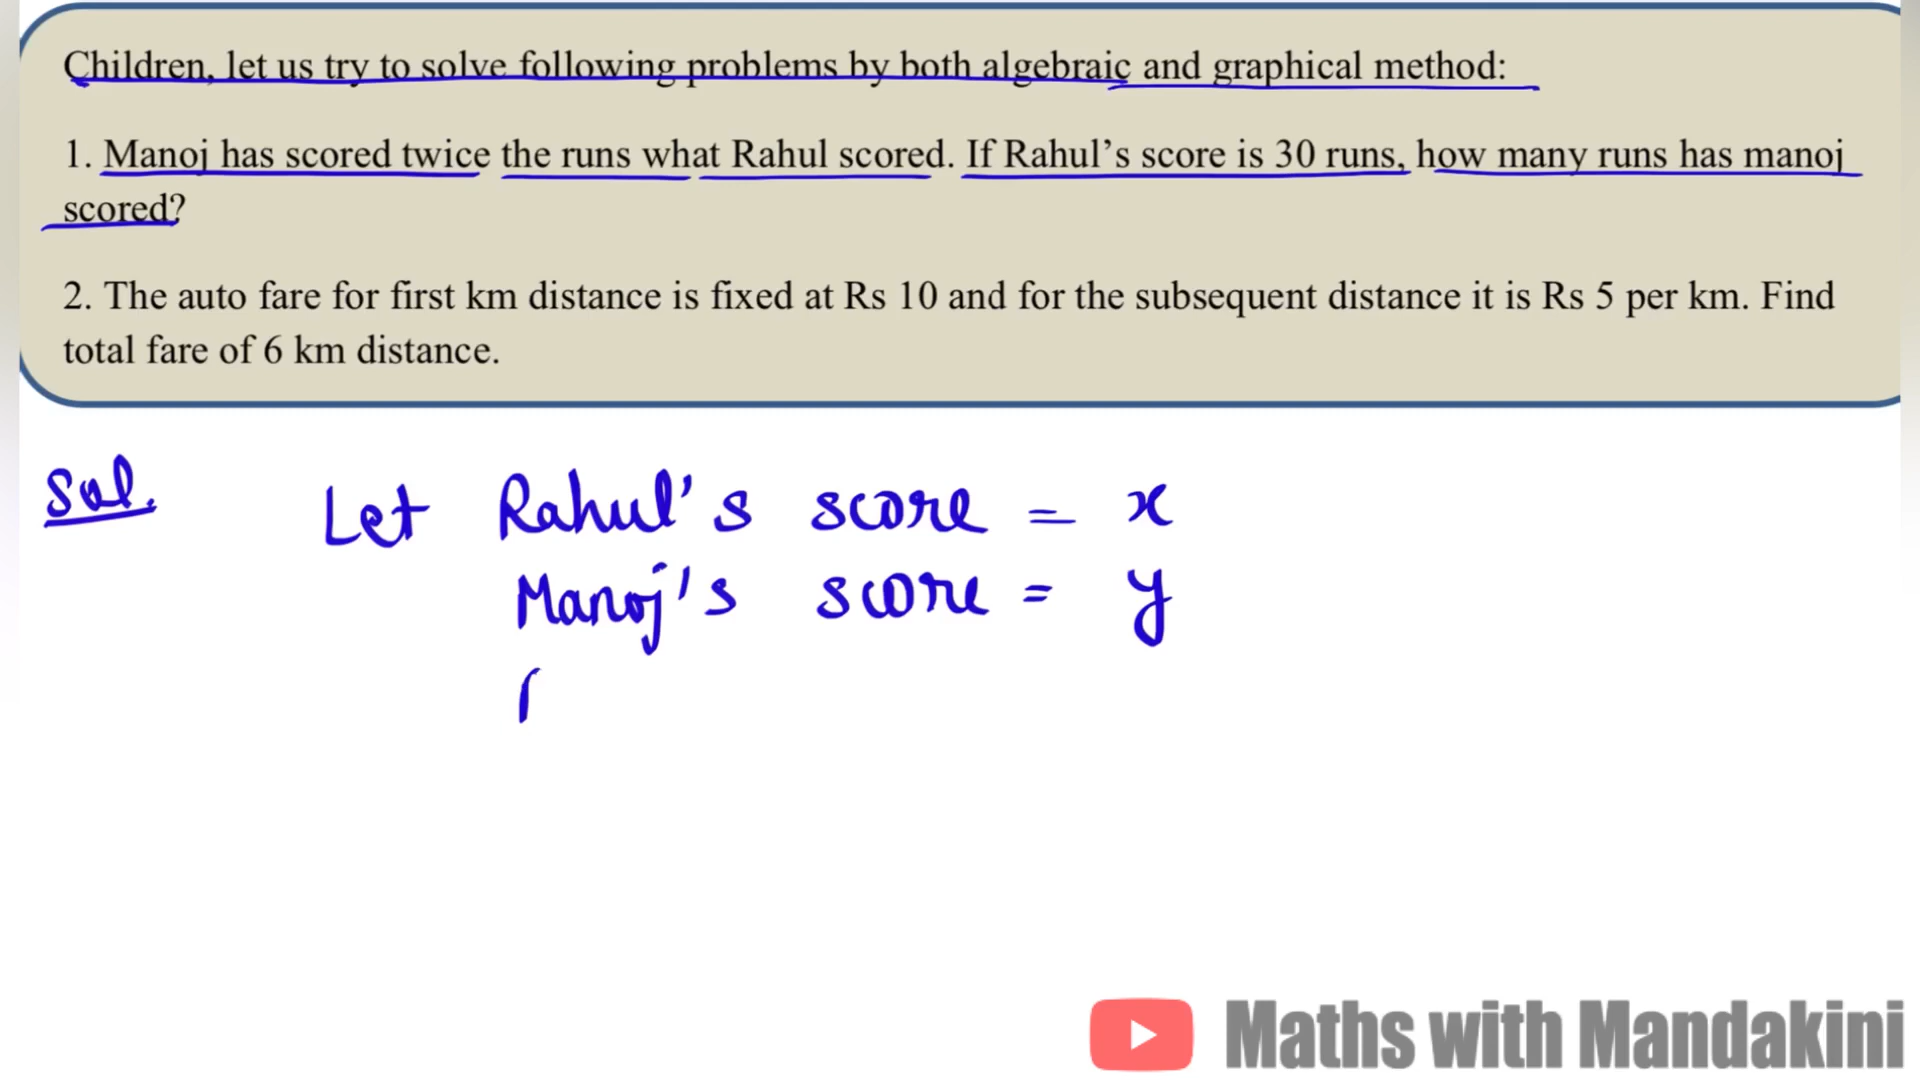 Children, let us try to solve following problems by both algebraic and graphical method:
1. Manoj has scored twice the runs what Rahul scored. If Rahul’s score is 30 runs, how many runs has manoj
scored?
2. The auto fare for first km distance is fixed at Rs 10 and for the subsequent distance it is Rs 5 per km. Find
total fare of 6 km distance.
Sol.
Let Rahul's score = x
Manoj's score = y
Maths with Mandakini